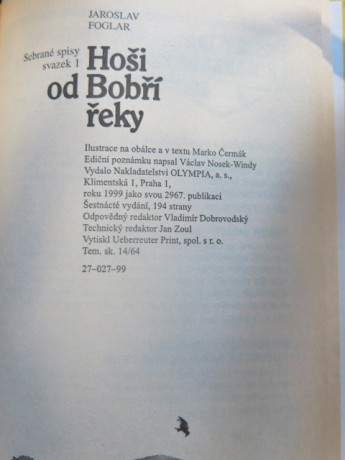 JAROSLAV
FOGLAR
Sebrané spisy
svazek 1
Hoši
od Bobří
řeky
Ilustrace na obálce a v textu Marko Čermák
Ediční poznámku napsal Václav Nosek-Windy
Vydalo Nakladatelství OLYMPIA, a. s.,
Klimentská 1, Praha 1,
roku 1999 jako svou 2967. publikaci
Šestnácté vydání, 194 strany
Odpovědný redaktor Vladimír Dobrovodský
Technický redaktor Jan Zoul
Vytiskl Ueberreuter Print, spol. s r. o.
Tem. sk. 14/64
27–027–99